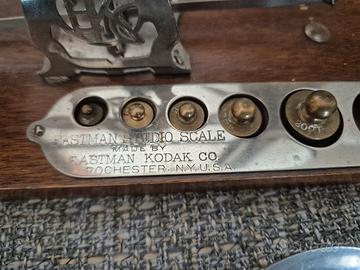 EASTMAN STUDIO SCALE
MADE BY
EASTMAN KODAK CO.
ROCHESTER, N.Y. U.S.A.